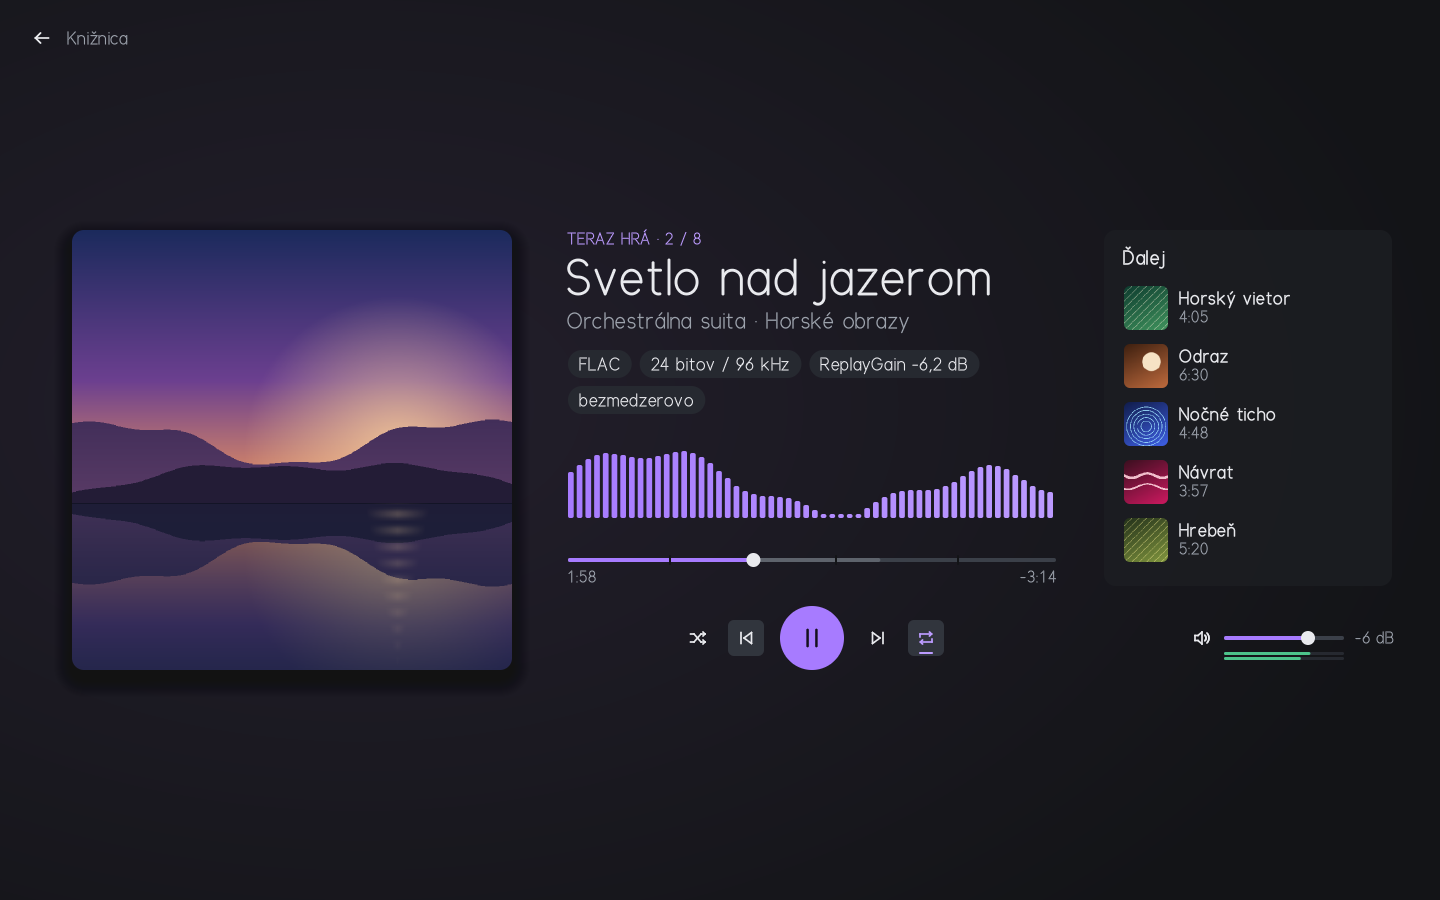 Knižnica
TERAZ HRÁ · 2 / 8
Svetlo nad jazerom
Orchestrálna suita · Horské obrazy
FLAC
24 bitov / 96 kHz
ReplayGain -6,2 dB
bezmedzerovo
1:58
-3:14
Ďalej
Horský vietor
4:05
Odraz
6:30
Nočné ticho
4:48
Návrat
3:57
Hrebeň
5:20
-6 dB